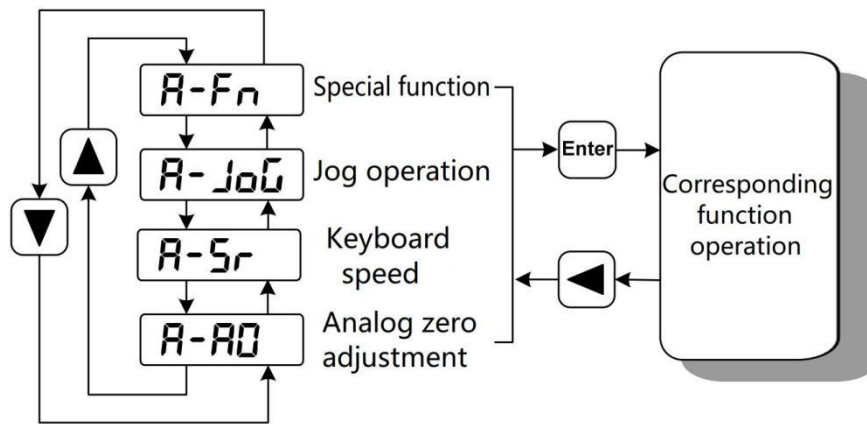 A-Fn
Special function
A-JoG
Jog operation
A-Sr
Keyboard
speed
A-A0
Analog zero
adjustment
Enter
Corresponding
function
operation